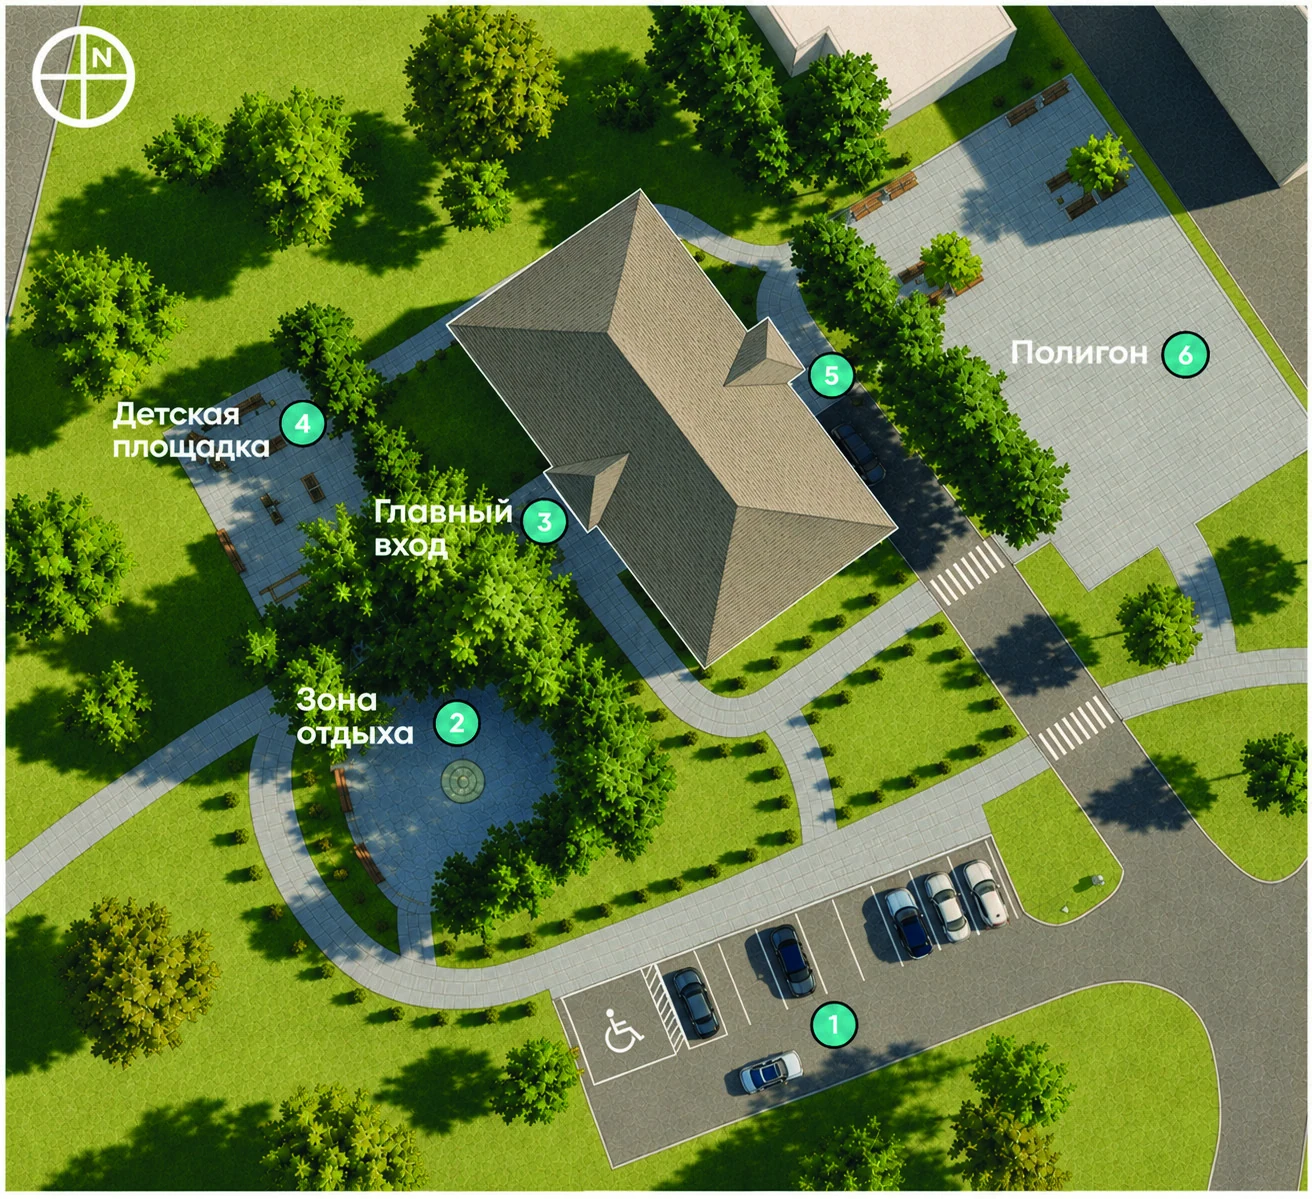 N
Полигон 6
5
Детская
площадка 4
Главный
вход 3
Зона
отдыха 2
1